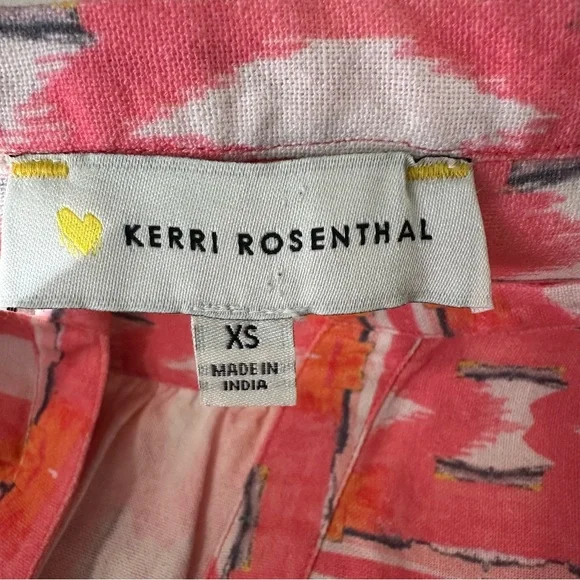 KERRI ROSENTHAL
XS
MADE IN
INDIA